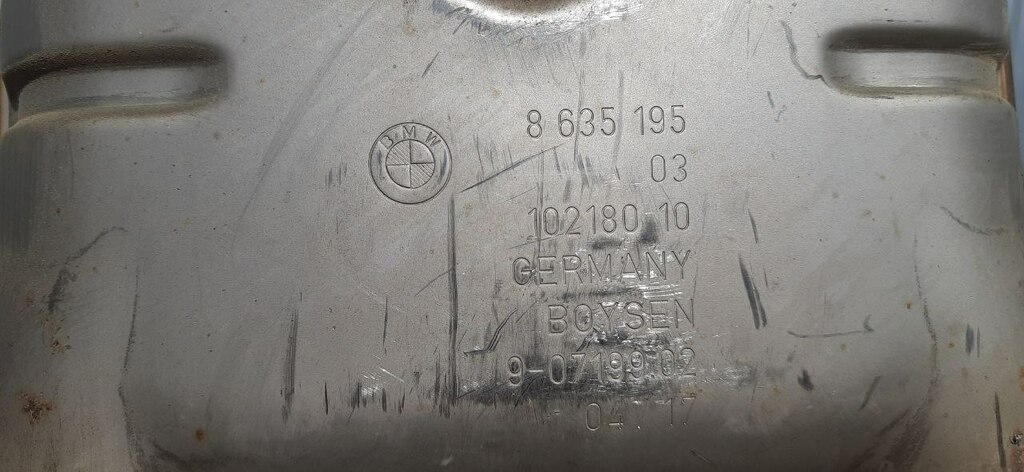 BMW
8 635 195
03
102180-10
GERMANY
BOYSEN
9-07199-02
04 17